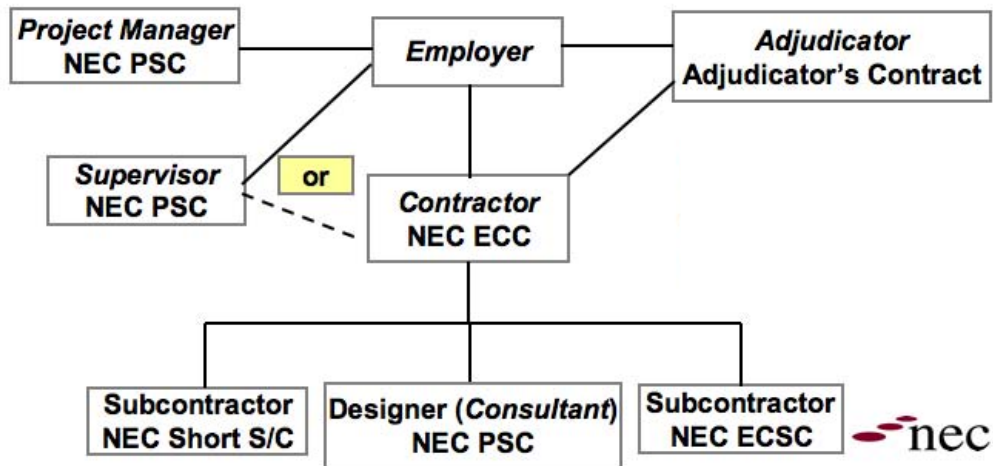 Project Manager
NEC PSC
Employer
Adjudicator
Adjudicator's Contract
Supervisor
NEC PSC
or
Contractor
NEC ECC
Subcontractor
NEC Short S/C
Designer (Consultant)
NEC PSC
Subcontractor
NEC ECSC
nec